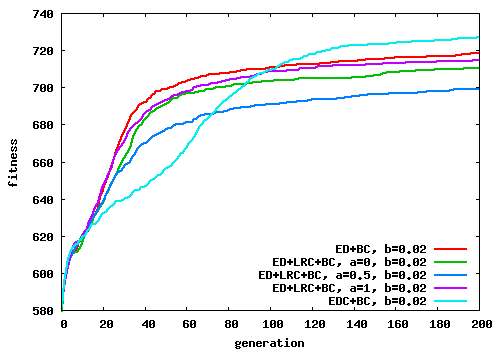 740
720
700
680
660
640
620
600
580
fitness
0 20 40 60 80 100 120 140 160 180 200
generation
ED+BC, b=0.02
ED+LRC+BC, a=0, b=0.02
ED+LRC+BC, a=0.5, b=0.02
ED+LRC+BC, a=1, b=0.02
EDC+BC, b=0.02